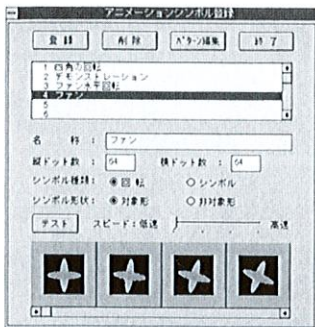 アニメーションシンボル登録
登 録 削 除 パターン編集 終 了
1 四角の回転
2 デモンストレーション
3 ファン水平回転
4 ファン
5
6
名 称 : ファン
縦ドット数 : 64 横ドット数 : 64
シンボル種類: 回 転 シンボル
シンボル形状: 対象形 非対象形
テスト スピード:低速 高速